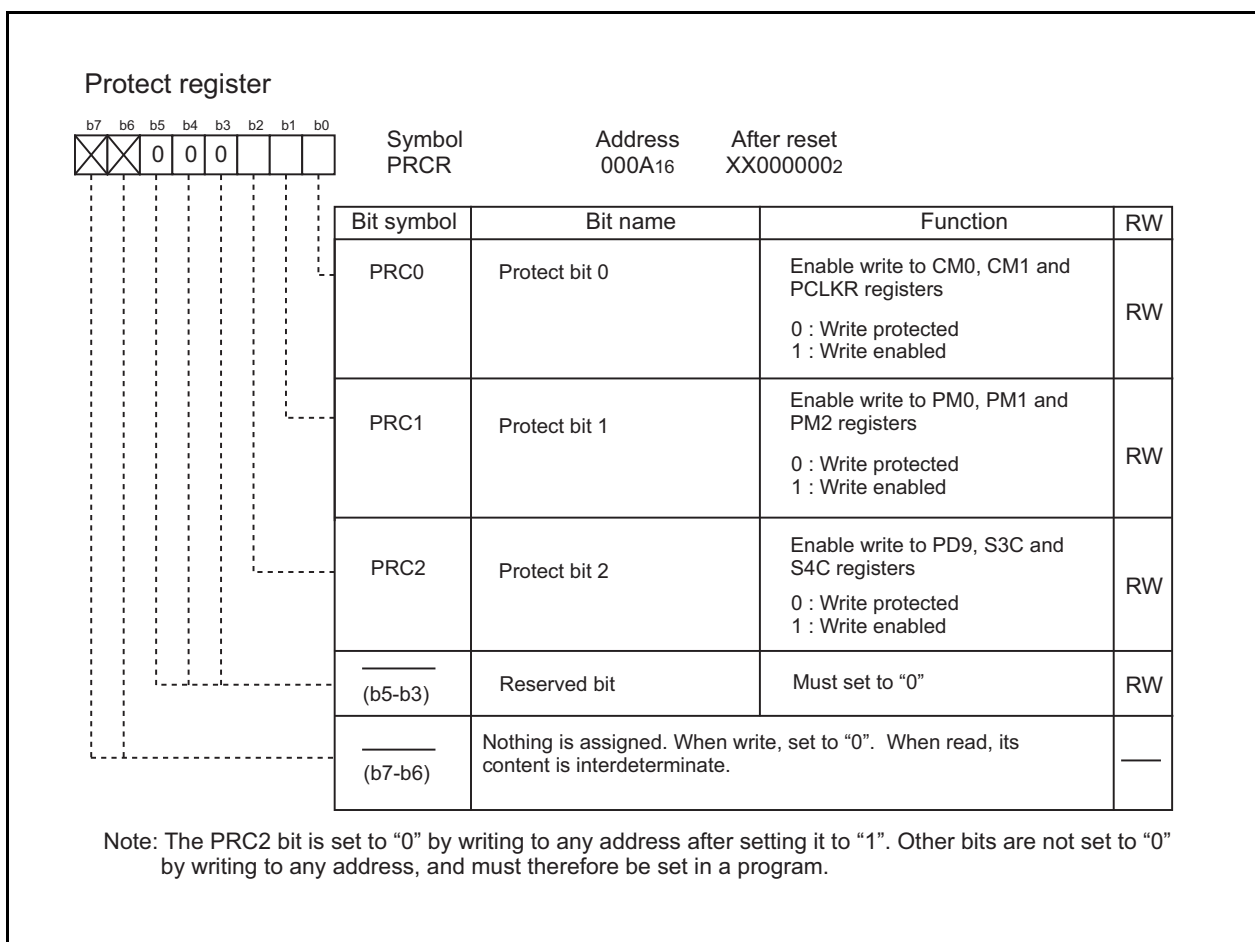 Protect register
b7 b6 b5 b4 b3 b2 b1 b0
0 0 0
Symbol Address After reset
PRCR 000A16 XX0000002
Bit symbol Bit name Function RW
PRC0 Protect bit 0 Enable write to CM0, CM1 and
PCLKR registers
0 : Write protected
1 : Write enabled
RW
PRC1 Protect bit 1 Enable write to PM0, PM1 and
PM2 registers
0 : Write protected
1 : Write enabled
RW
PRC2 Protect bit 2 Enable write to PD9, S3C and
S4C registers
0 : Write protected
1 : Write enabled
RW
(b5-b3) Reserved bit Must set to “0” RW
(b7-b6) Nothing is assigned. When write, set to “0”. When read, its
content is interdeterminate.
Note: The PRC2 bit is set to “0” by writing to any address after setting it to “1”. Other bits are not set to “0”
by writing to any address, and must therefore be set in a program.